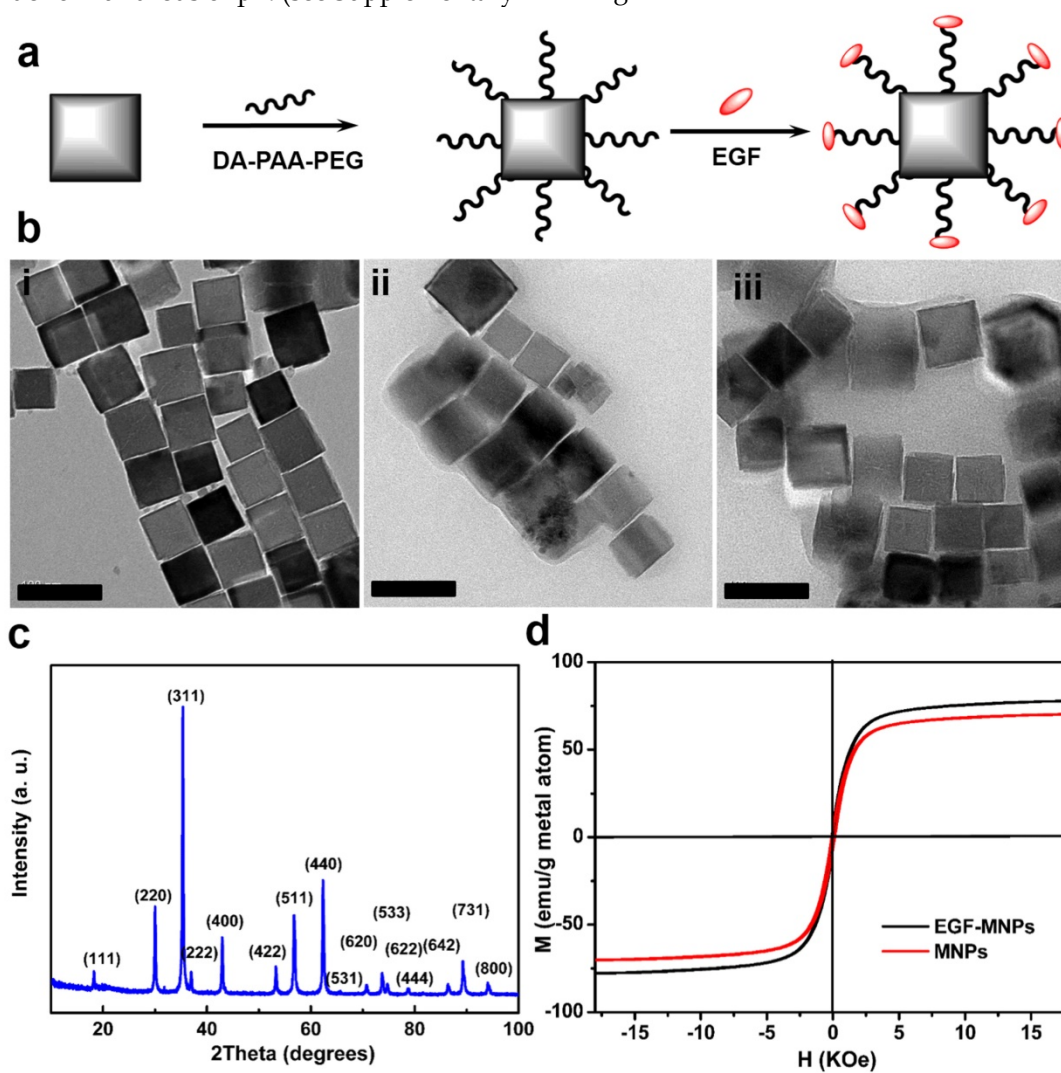 a
DA-PAA-PEG
EGF
b
i
ii
iii
c
d
Intensity (a. u.)
(111)
(220)
(311)
(222)
(400)
(422)
(511)
(440)
(531)
(620)
(533)
(622)
(444)
(642)
(731)
(800)
20
40
60
80
100
2Theta (degrees)
M (emu/g metal atom)
100
50
0
-50
-100
EGF-MNPs
MNPs
-15
-10
-5
0
5
10
15
H (KOe)